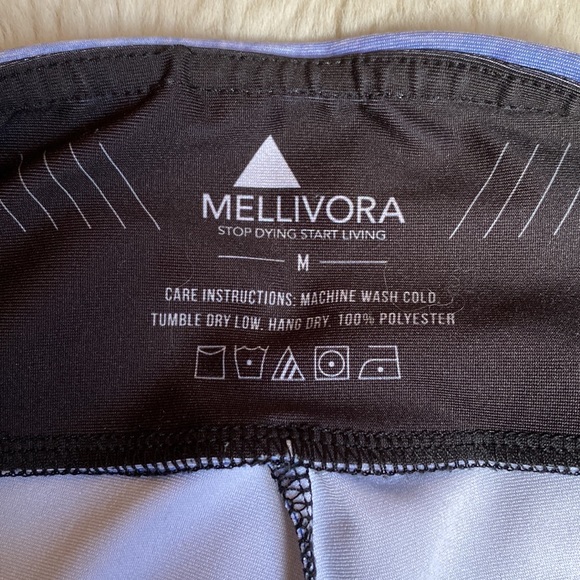 MELLIVORA
STOP DYING START LIVING
M
CARE INSTRUCTIONS: MACHINE WASH COLD.
TUMBLE DRY LOW. HANG DRY. 100% POLYESTER